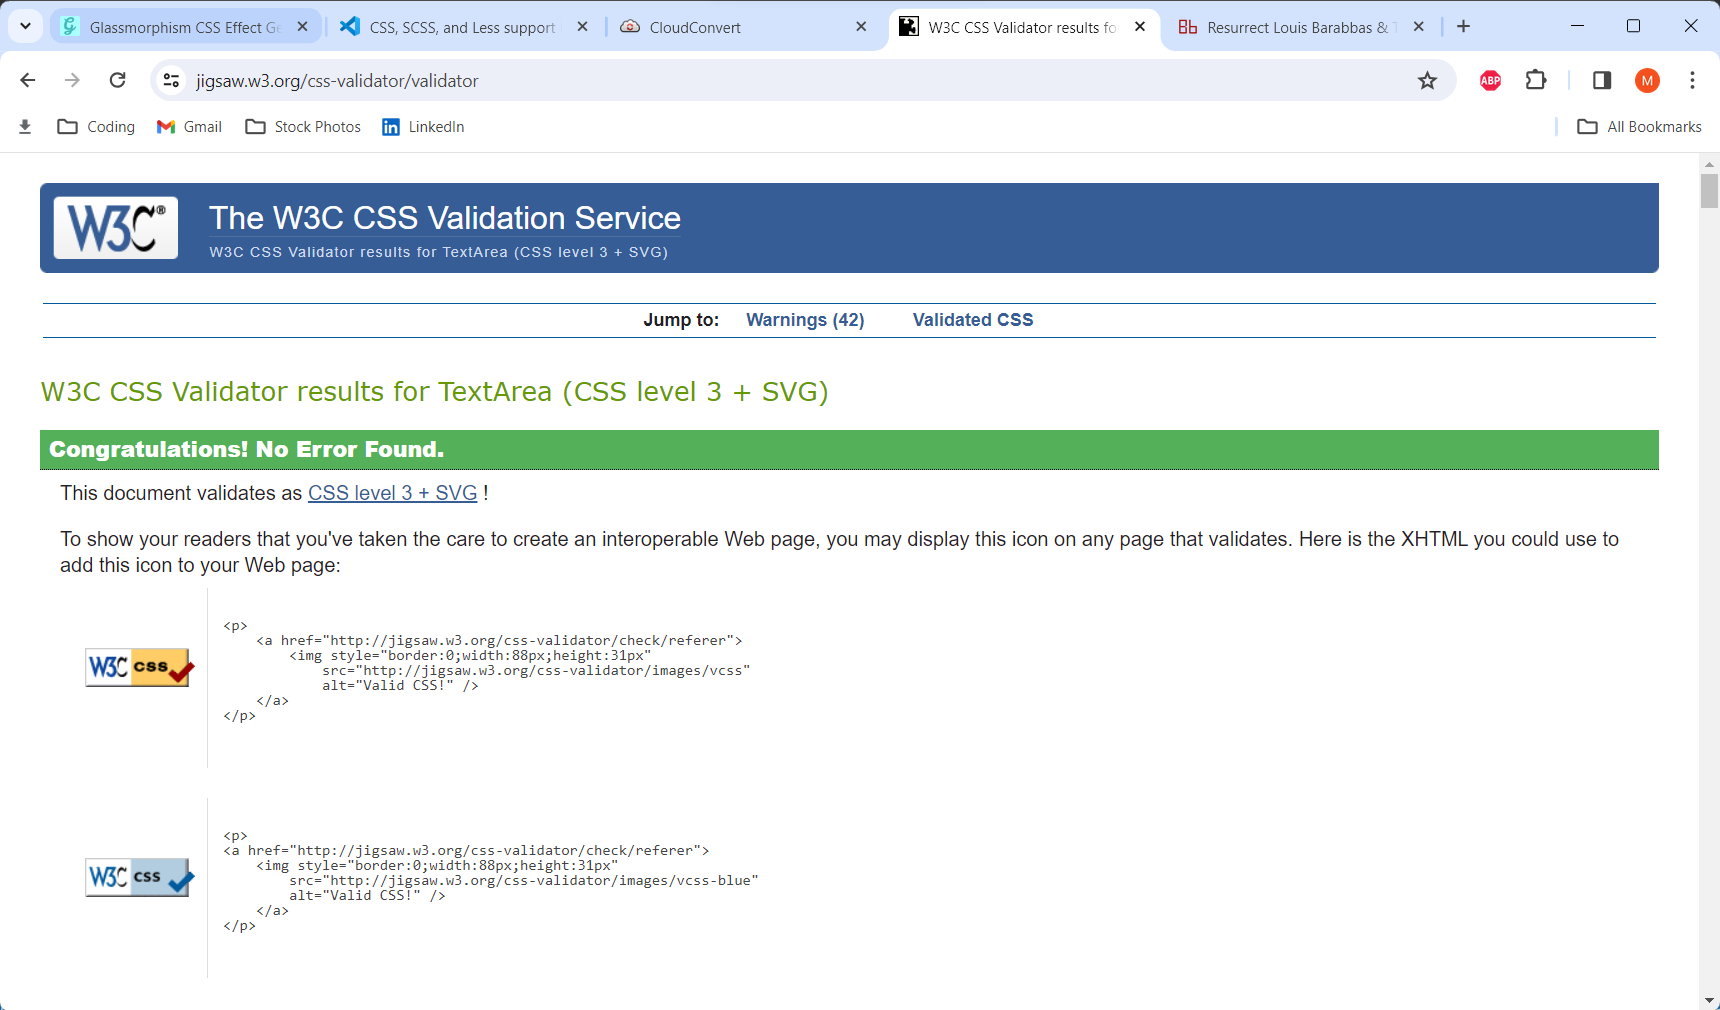 Glassmorphism CSS Effect Ge
CSS, SCSS, and Less support
CloudConvert
W3C CSS Validator results fo
Bb
Resurrect Louis Barabbas & T
jigsaw.w3.org/css-validator/validator
ABP
M
Coding
Gmail
Stock Photos
in
LinkedIn
All Bookmarks
W3C®
The W3C CSS Validation Service
W3C CSS Validator results for TextArea (CSS level 3 + SVG)
Jump to: Warnings (42) Validated CSS
W3C CSS Validator results for TextArea (CSS level 3 + SVG)
Congratulations! No Error Found.
This document validates as CSS level 3 + SVG !
To show your readers that you've taken the care to create an interoperable Web page, you may display this icon on any page that validates. Here is the XHTML you could use to
add this icon to your Web page:
W3C css
<p>
<a href="http://jigsaw.w3.org/css-validator/check/referer">
<img style="border:0;width:88px;height:31px"
src="http://jigsaw.w3.org/css-validator/images/vcss"
alt="Valid CSS!" />
</a>
</p>
W3C css
<p>
<a href="http://jigsaw.w3.org/css-validator/check/referer">
<img style="border:0;width:88px;height:31px"
src="http://jigsaw.w3.org/css-validator/images/vcss-blue"
alt="Valid CSS!" />
</a>
</p>